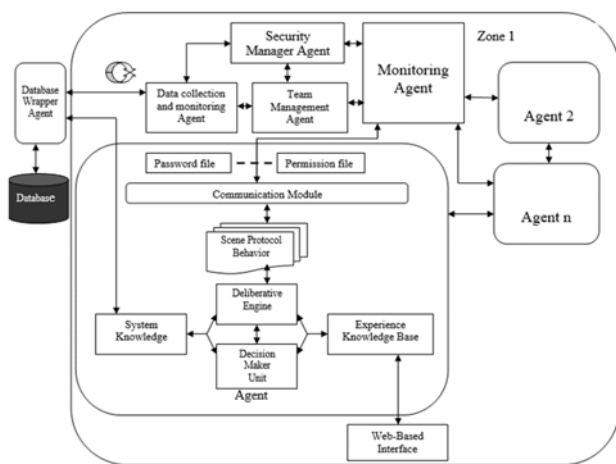 Security
Manager Agent
Zone 1
Monitoring
Agent
Database
Wrapper
Agent
Data collection
and monitoring
Agent
Team
Management
Agent
Agent 2
Password file
Permission file
Communication Module
Database
Agent n
Scene Protocol
Behavior
Deliberative
Engine
System
Knowledge
Experience
Knowledge Base
Decision
Maker
Unit
Agent
Web-Based
Interface